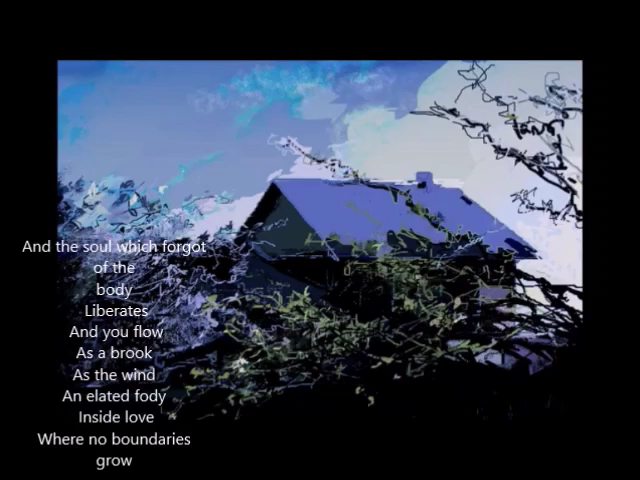 And the soul which forgot
of the
body
Liberates
And you flow
As a brook
As the wind
An elated fody
Inside love
Where no boundaries
grow